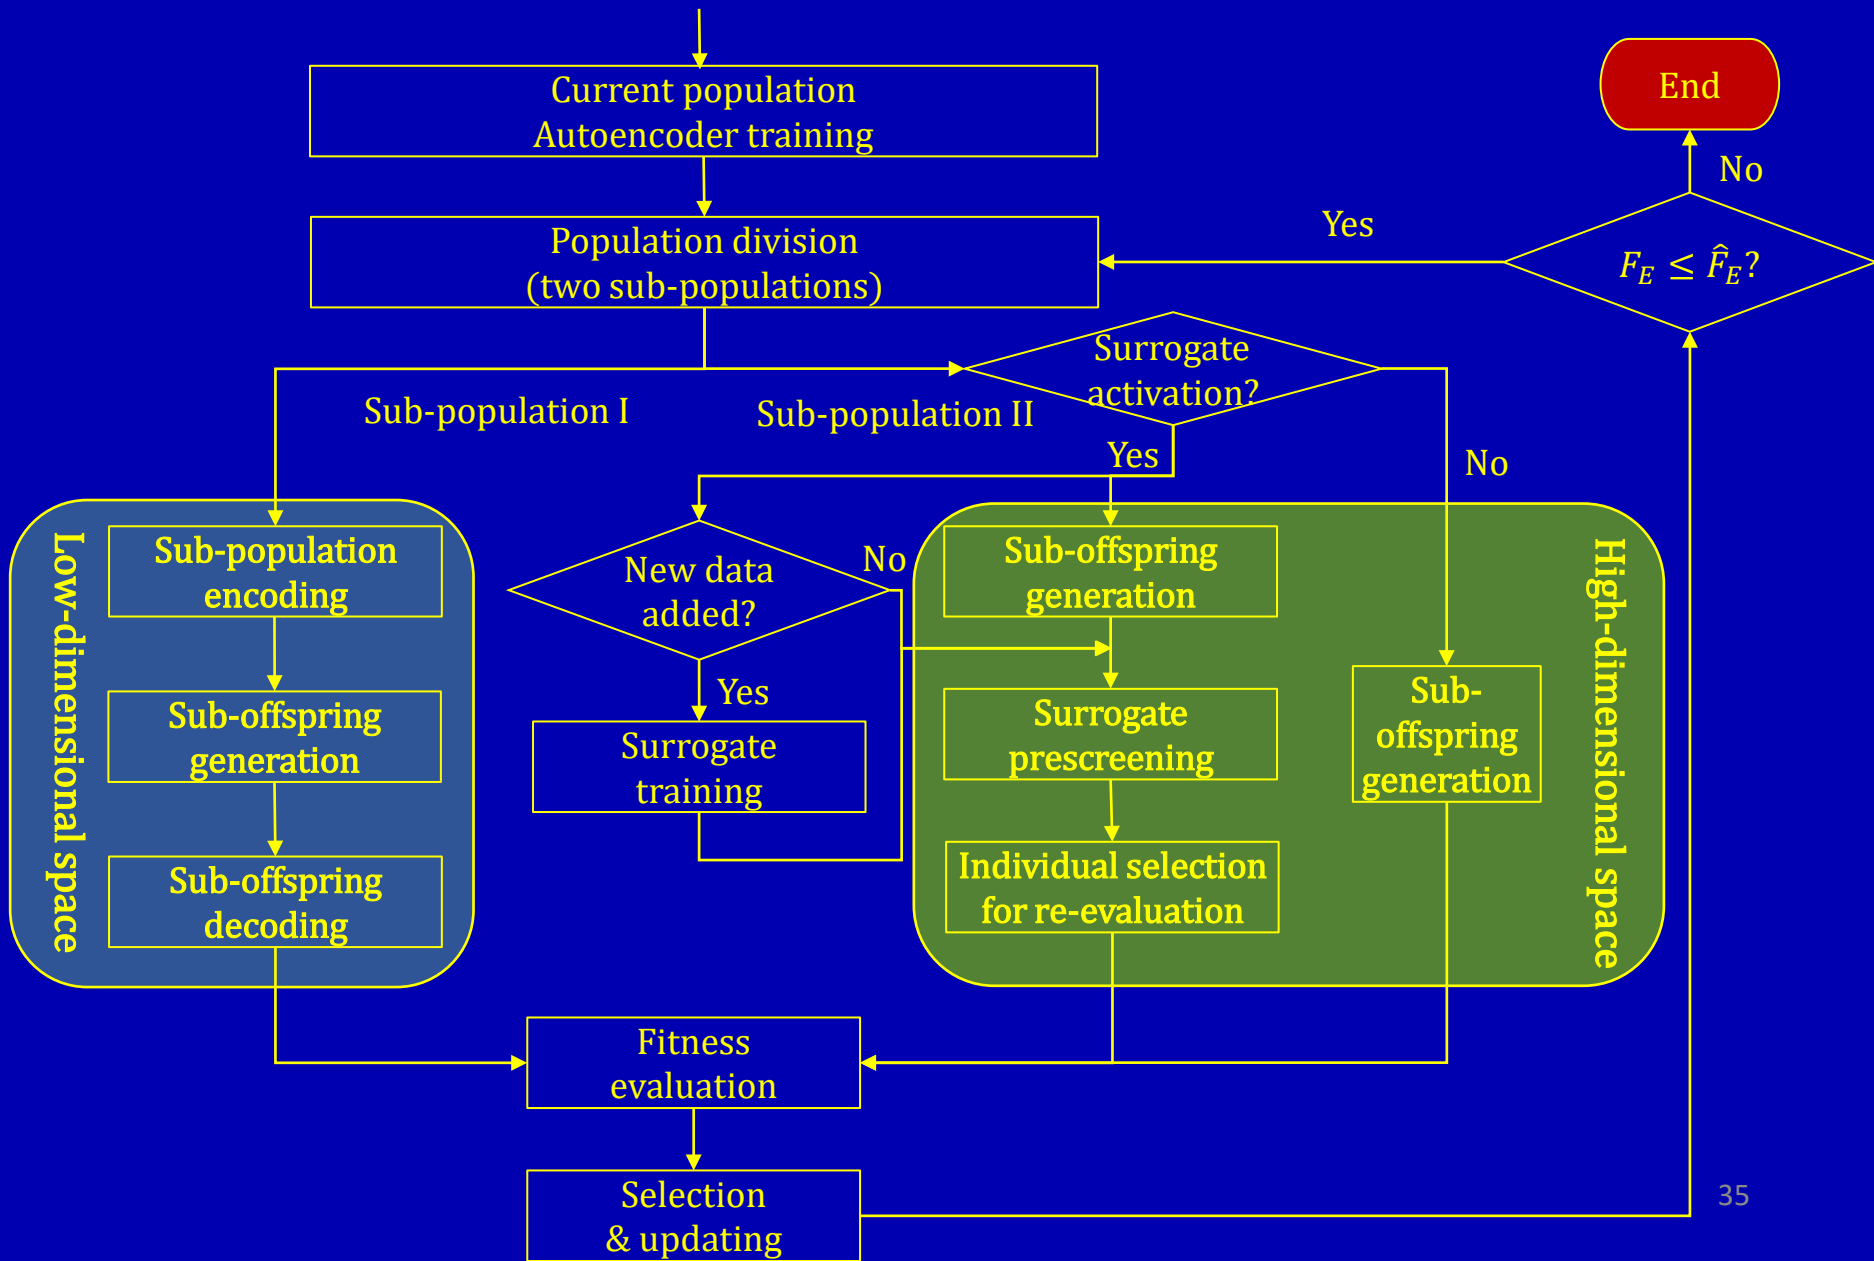 Current population
Autoencoder training
End
No
Population division
(two sub-populations)
Yes
F_E ≤ F̂_E?
Surrogate
activation?
Sub-population I
Sub-population II
Yes
No
Low-dimensional space
Sub-population
encoding
Sub-offspring
generation
Sub-offspring
decoding
New data
added?
No
Yes
Surrogate
training
Sub-offspring
generation
Surrogate
prescreening
Individual selection
for re-evaluation
Sub-
offspring
generation
High-dimensional space
Fitness
evaluation
Selection
& updating
35